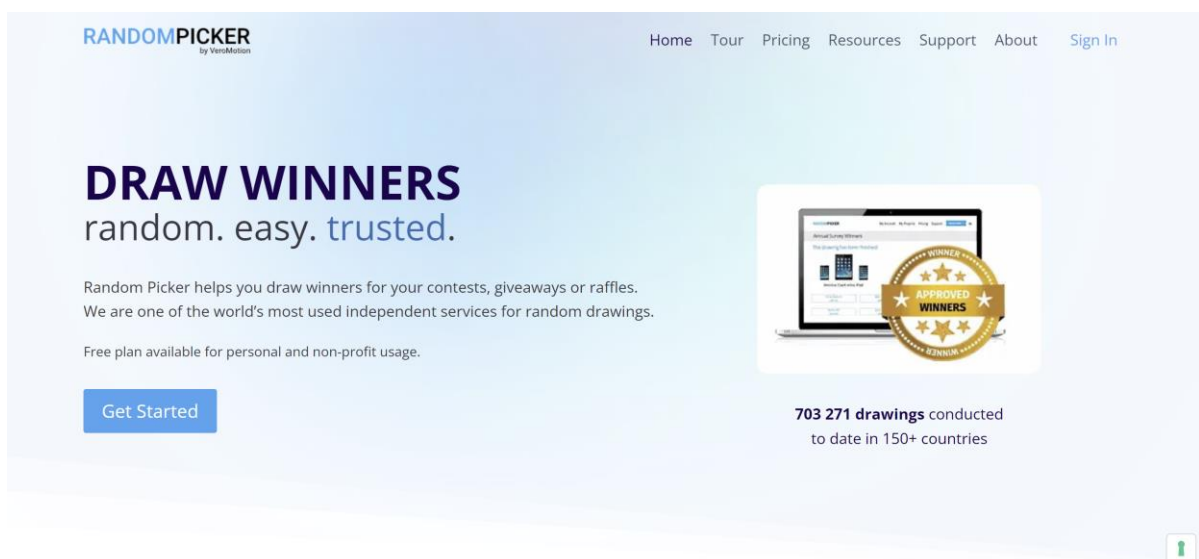 RANDOMPICKER
by VeroMotion
Home Tour Pricing Resources Support About Sign In
DRAW WINNERS
random. easy. trusted.
Random Picker helps you draw winners for your contests, giveaways or raffles.
We are one of the world's most used independent services for random drawings.
Free plan available for personal and non-profit usage.
Get Started
WINNER
APPROVED
WINNERS
WINNER
703 271 drawings conducted
to date in 150+ countries